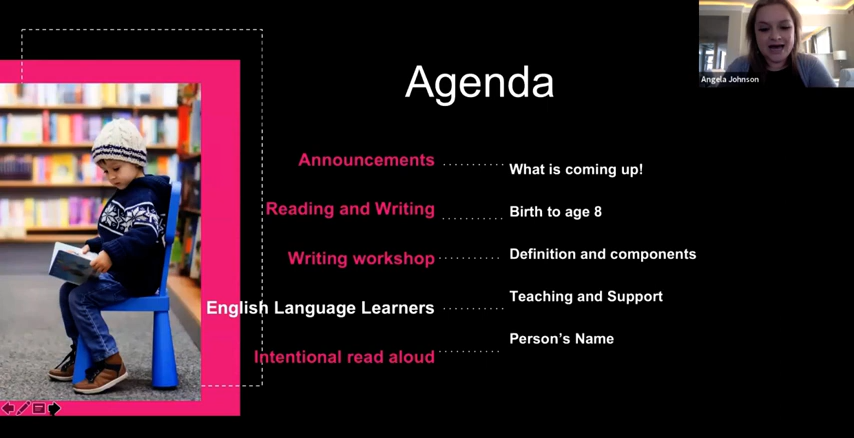 Angela Johnson
Agenda
Announcements
What is coming up!
Reading and Writing
Birth to age 8
Writing workshop
Definition and components
English Language Learners
Teaching and Support
Intentional read aloud
Person’s Name